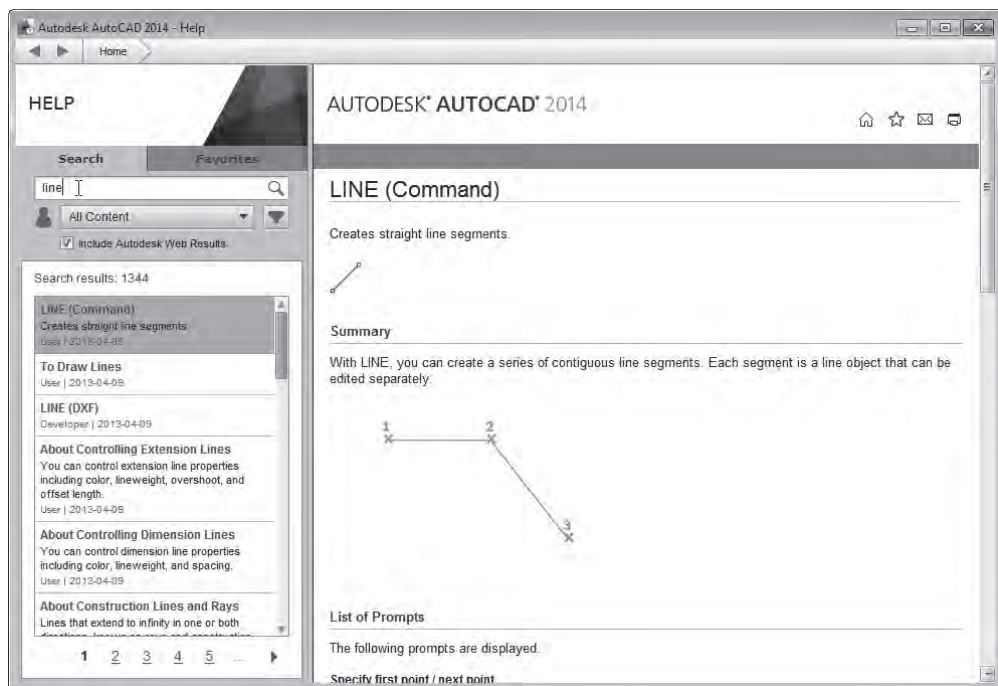 Autodesk AutoCAD 2014 - Help
Home
HELP
Search
Favorites
line
All Content
Include Autodesk Web Results
Search results: 1344
LINE (Command)
Creates straight line segments.
User | 2013-04-09
To Draw Lines
User | 2013-04-09
LINE (DXF)
Developer | 2013-04-09
About Controlling Extension Lines
You can control extension line properties
including color, lineweight, overshoot, and
offset length.
User | 2013-04-09
About Controlling Dimension Lines
You can control dimension line properties
including color, lineweight, and spacing.
User | 2013-04-09
About Construction Lines and Rays
Lines that extend to infinity in one or both
1 2 3 4 5 ...
AUTODESK® AUTOCAD® 2014
LINE (Command)
Creates straight line segments.
Summary
With LINE, you can create a series of contiguous line segments. Each segment is a line object that can be
edited separately.
1
2
3
List of Prompts
The following prompts are displayed.
Specify first point / next point